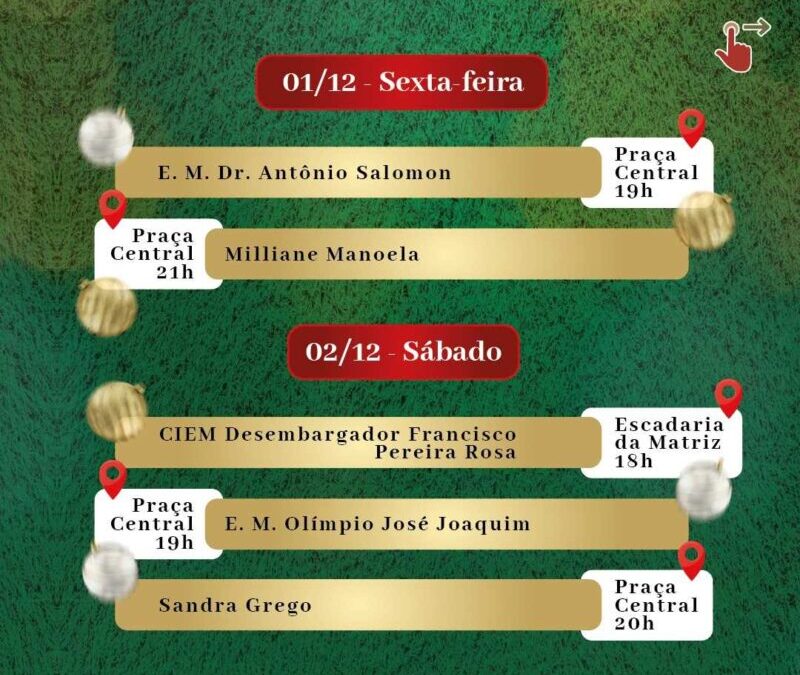 01/12 - Sexta-feira
E. M. Dr. Antônio Salomon
Praça
Central
19h
Praça
Central
21h
Milliane Manoela
02/12 - Sábado
CIEM Desembargador Francisco
Pereira Rosa
Escadaria
da Matriz
18h
Praça
Central
19h
E. M. Olímpio José Joaquim
Sandra Grego
Praça
Central
20h